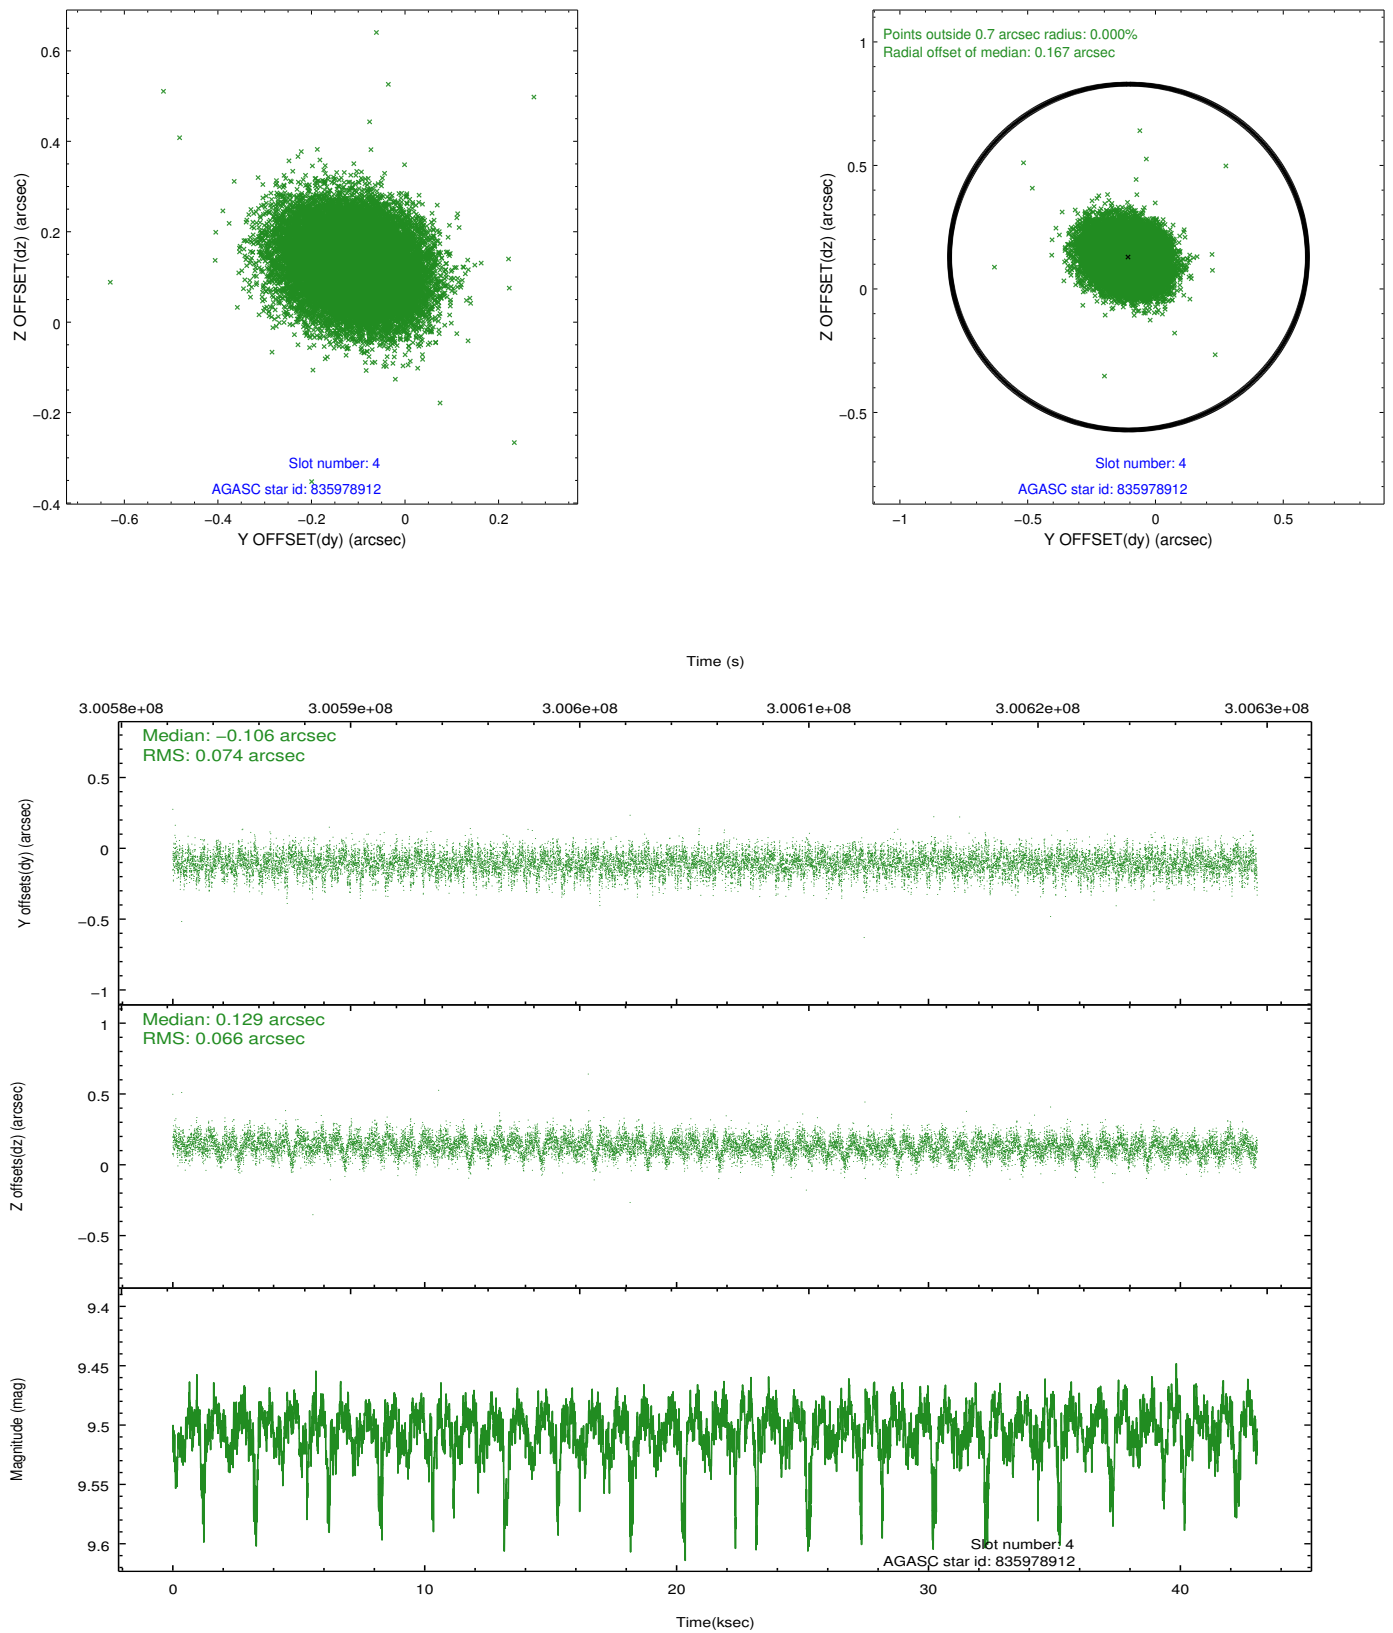 Points outside 0.7 arcsec radius: 0.000%
Radial offset of median: 0.167 arcsec
0.6
0.4
0.2
0
−0.2
−0.4
Z OFFSET(dz) (arcsec)
Slot number: 4
AGASC star id: 835978912
−0.6 −0.4 −0.2 0 0.2
Y OFFSET(dy) (arcsec)
1
0.5
0
−0.5
Z OFFSET(dz) (arcsec)
Slot number: 4
AGASC star id: 835978912
−1 −0.5 0 0.5
Y OFFSET(dy) (arcsec)
Time (s)
3.0058e+08 3.0059e+08 3.006e+08 3.0061e+08 3.0062e+08 3.0063e+08
Median: −0.106 arcsec
RMS: 0.074 arcsec
0.5
0
−0.5
−1
Y offsets(dy) (arcsec)
Median: 0.129 arcsec
RMS: 0.066 arcsec
1
0.5
0
−0.5
Z offsets(dz) (arcsec)
9.4
9.45
9.5
9.55
9.6
Magnitude (mag)
Slot number: 4
AGASC star id: 835978912
0 10 20 30 40
Time(ksec)